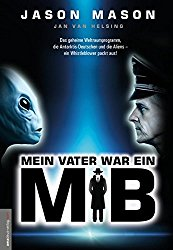 JASON MASON
JAN VAN HELSING
Das geheime Weltraumprogramm,
die Antarktis-Deutschen und die Aliens –
ein Whistleblower packt aus!
MEIN VATER WAR EIN
MIB